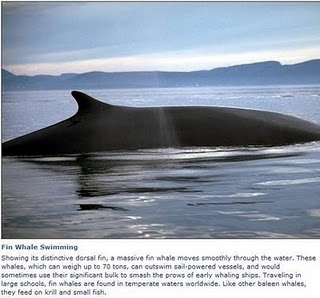 Fin Whale Swimming
Showing its distinctive dorsal fin, a massive fin whale moves smoothly through the water. These
whales, which can weigh up to 70 tons, can outswim sail-powered vessels, and would
sometimes use their significant bulk to smash the prows of early whaling ships. Traveling in
large schools, fin whales are found in temperate waters worldwide. Like other baleen whales,
they feed on krill and small fish.